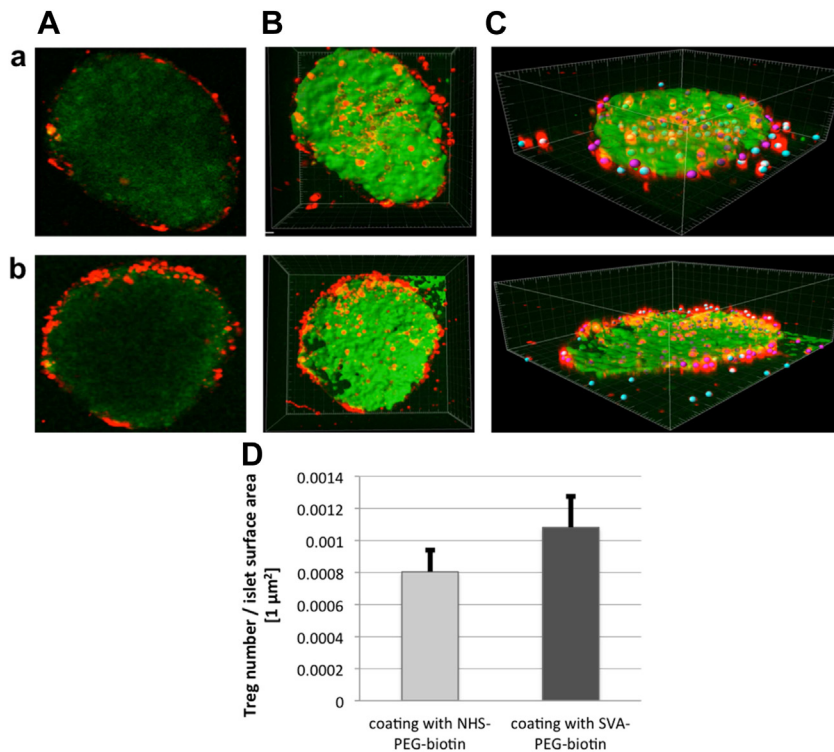 A B C
a
b
D
Treg number / islet surface area
[1 µm²]
0.0014
0.0012
0.001
0.0008
0.0006
0.0004
0.0002
0
coating with NHS-
PEG-biotin
coating with SVA-
PEG-biotin